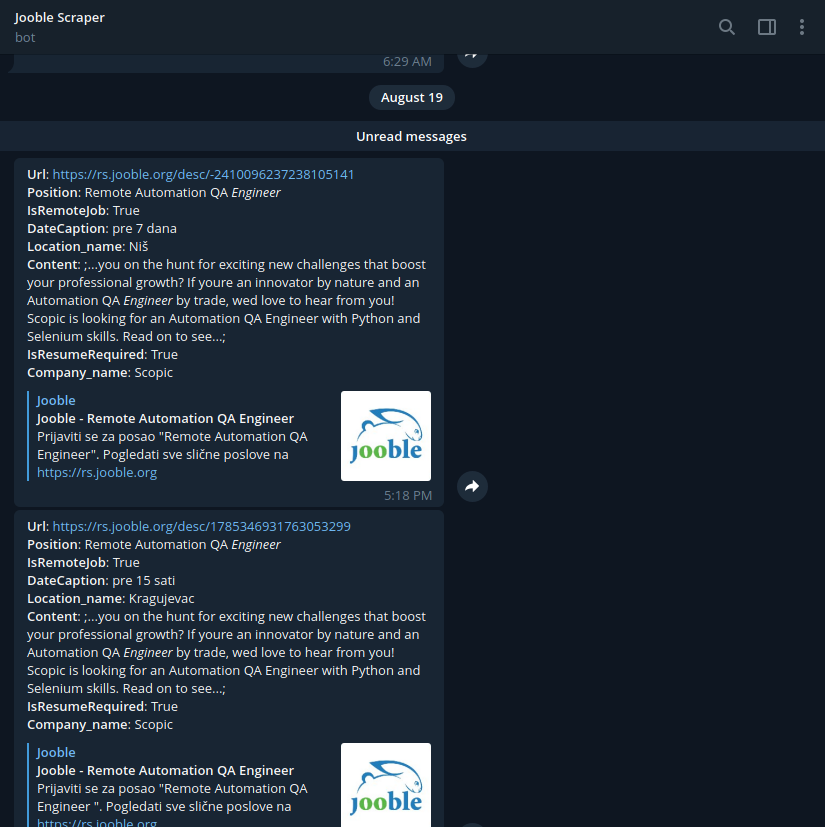 Jooble Scraper
bot
6:29 AM
August 19
Unread messages
Url: https://rs.jooble.org/desc/-2410096237238105141
Position: Remote Automation QA Engineer
IsRemoteJob: True
DateCaption: pre 7 dana
Location_name: Niš
Content: ;...you on the hunt for exciting new challenges that boost
your professional growth? If youre an innovator by nature and an
Automation QA Engineer by trade, wed love to hear from you!
Scopic is looking for an Automation QA Engineer with Python and
Selenium skills. Read on to see...;
IsResumeRequired: True
Company_name: Scopic
Jooble
Jooble - Remote Automation QA Engineer
Prijaviti se za posao "Remote Automation QA
Engineer". Pogledati sve slične poslove na
https://rs.jooble.org
jooble
5:18 PM
Url: https://rs.jooble.org/desc/1785346931763053299
Position: Remote Automation QA Engineer
IsRemoteJob: True
DateCaption: pre 15 sati
Location_name: Kragujevac
Content: ;...you on the hunt for exciting new challenges that boost
your professional growth? If youre an innovator by nature and an
Automation QA Engineer by trade, wed love to hear from you!
Scopic is looking for an Automation QA Engineer with Python and
Selenium skills. Read on to see...;
IsResumeRequired: True
Company_name: Scopic
Jooble
Jooble - Remote Automation QA Engineer
Prijaviti se za posao "Remote Automation QA
Engineer ". Pogledati sve slične poslove na
https://rs.jooble.org
jooble